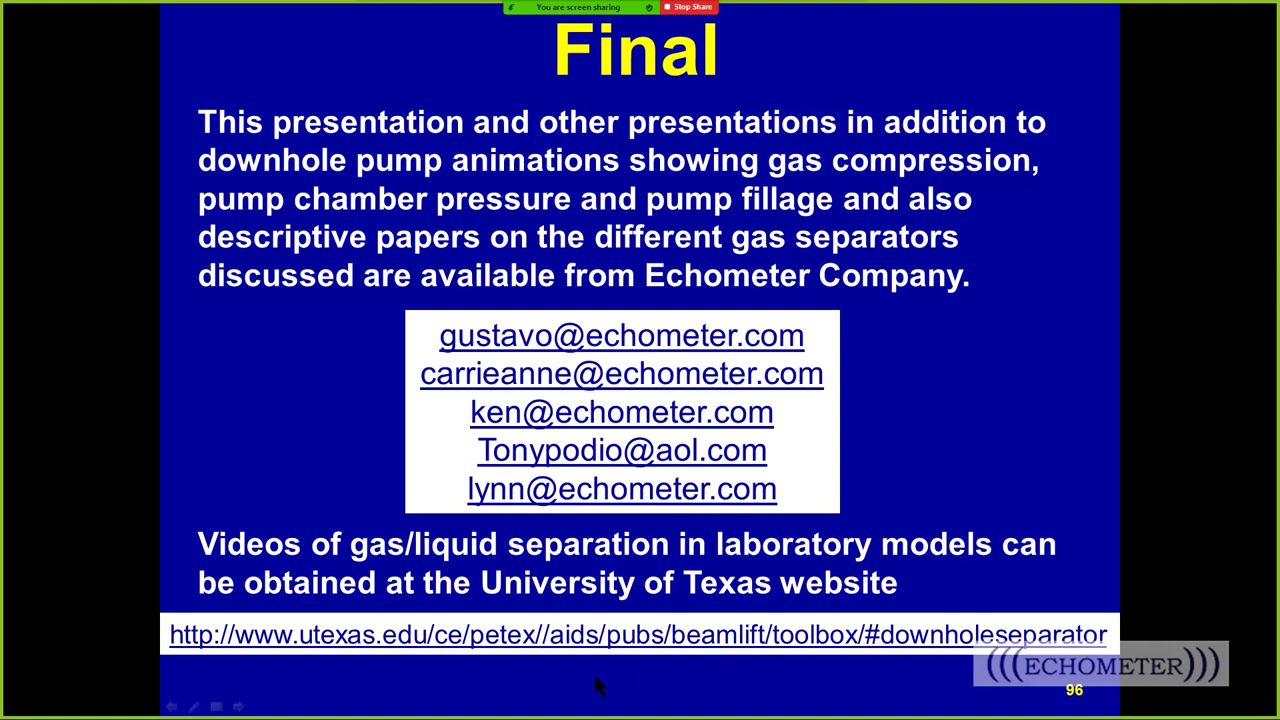 You are screen sharing
Stop Share
Final
This presentation and other presentations in addition to
downhole pump animations showing gas compression,
pump chamber pressure and pump fillage and also
descriptive papers on the different gas separators
discussed are available from Echometer Company.
gustavo@echometer.com
carrieanne@echometer.com
ken@echometer.com
Tonypodio@aol.com
lynn@echometer.com
Videos of gas/liquid separation in laboratory models can
be obtained at the University of Texas website
http://www.utexas.edu/ce/petex//aids/pubs/beamlift/toolbox/#downholeseparator
(((ECHOMETER)))
96